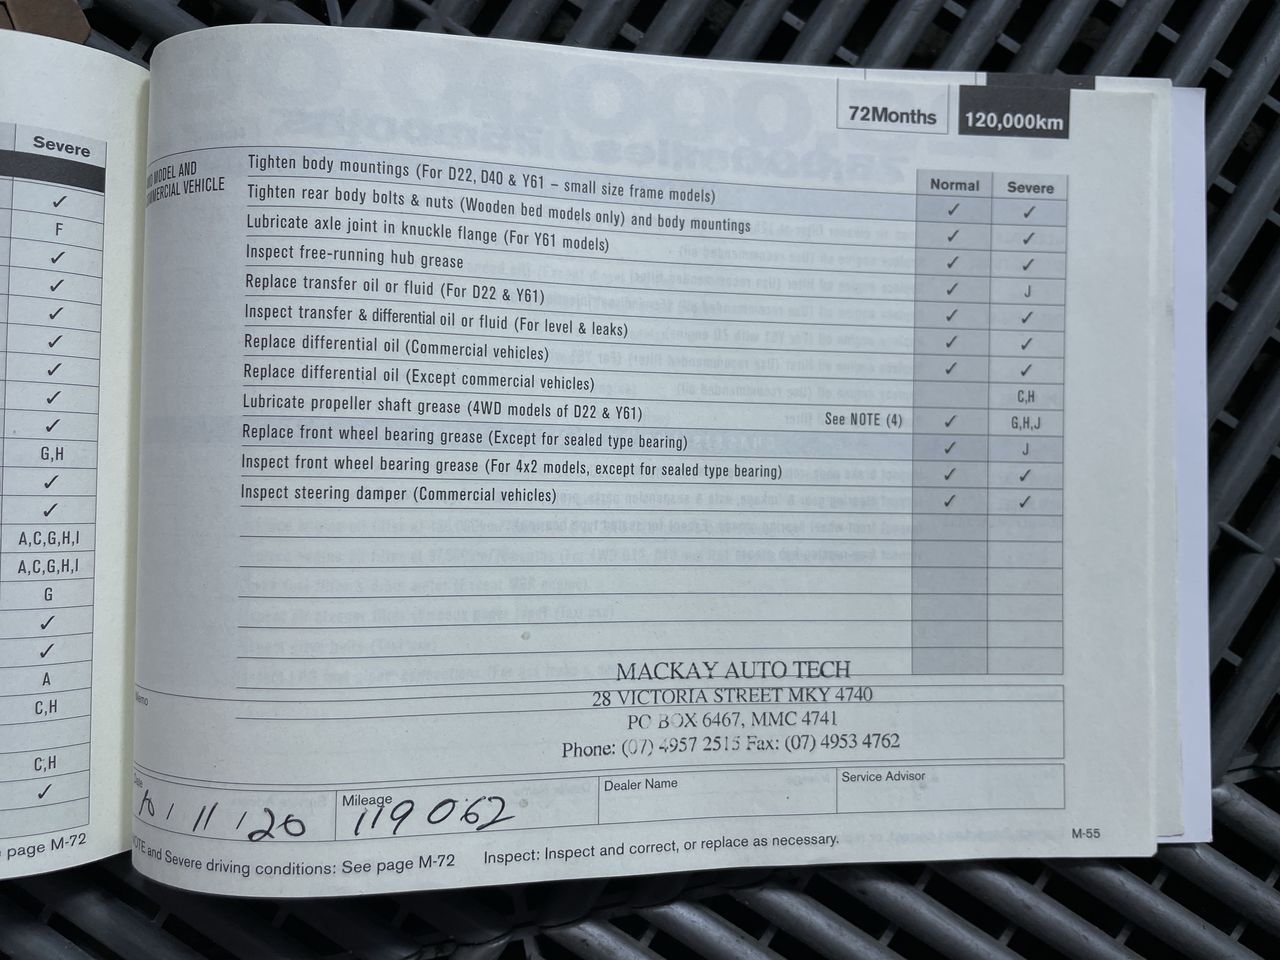 Severe
✓
F
✓
✓
✓
✓
✓
✓
✓
G,H
✓
✓
A,C,G,H,I
A,C,G,H,I
G
✓
✓
A
C,H
C,H
✓
page M-72
72Months 120,000km
MODEL AND
VEHICLE
Normal Severe
Tighten body mountings (For D22, D40 & Y61 – small size frame models) ✓ ✓
Tighten rear body bolts & nuts (Wooden bed models only) and body mountings ✓ ✓
Lubricate axle joint in knuckle flange (For Y61 models) ✓ ✓
Inspect free-running hub grease ✓ J
Replace transfer oil or fluid (For D22 & Y61) ✓ ✓
Inspect transfer & differential oil or fluid (For level & leaks) ✓ ✓
Replace differential oil (Commercial vehicles) ✓ ✓
Replace differential oil (Except commercial vehicles) C,H
Lubricate propeller shaft grease (4WD models of D22 & Y61) See NOTE (4) ✓ G,H,J
Replace front wheel bearing grease (Except for sealed type bearing) ✓ J
Inspect front wheel bearing grease (For 4x2 models, except for sealed type bearing) ✓ ✓
Inspect steering damper (Commercial vehicles) ✓ ✓
MACKAY AUTO TECH
28 VICTORIA STREET MKY 4740
PO BOX 6467, MMC 4741
Phone: (07) 4957 2515 Fax: (07) 4953 4762
Mileage Dealer Name Service Advisor
10/11/20 119062
and Severe driving conditions: See page M-72 Inspect: Inspect and correct, or replace as necessary.
M-55